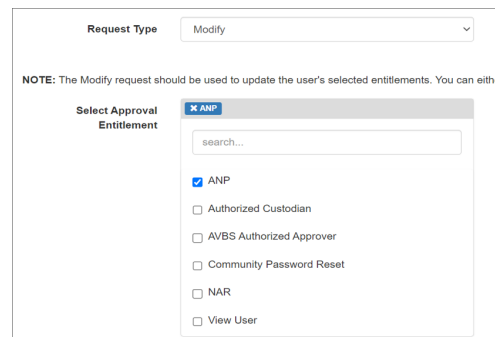 Request Type
Modify
NOTE: The Modify request should be used to update the user's selected entitlements. You can eith
Select Approval
Entitlement
× ANP
search...
ANP
Authorized Custodian
AVBS Authorized Approver
Community Password Reset
NAR
View User